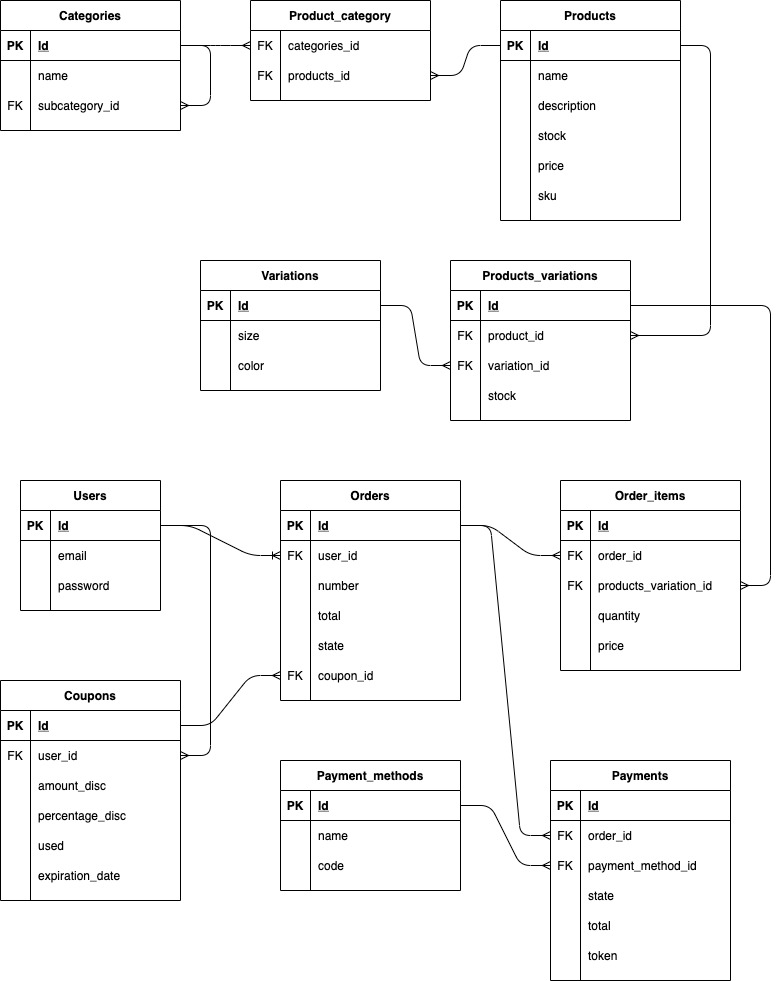 Categories
PK Id
name
FK subcategory_id
Product_category
FK categories_id
FK products_id
Products
PK Id
name
description
stock
price
sku
Variations
PK Id
size
color
Products_variations
PK Id
FK product_id
FK variation_id
stock
Users
PK Id
email
password
Orders
PK Id
FK user_id
number
total
state
FK coupon_id
Order_items
PK Id
FK order_id
FK products_variation_id
quantity
price
Coupons
PK Id
FK user_id
amount_disc
percentage_disc
used
expiration_date
Payment_methods
PK Id
name
code
Payments
PK Id
FK order_id
FK payment_method_id
state
total
token